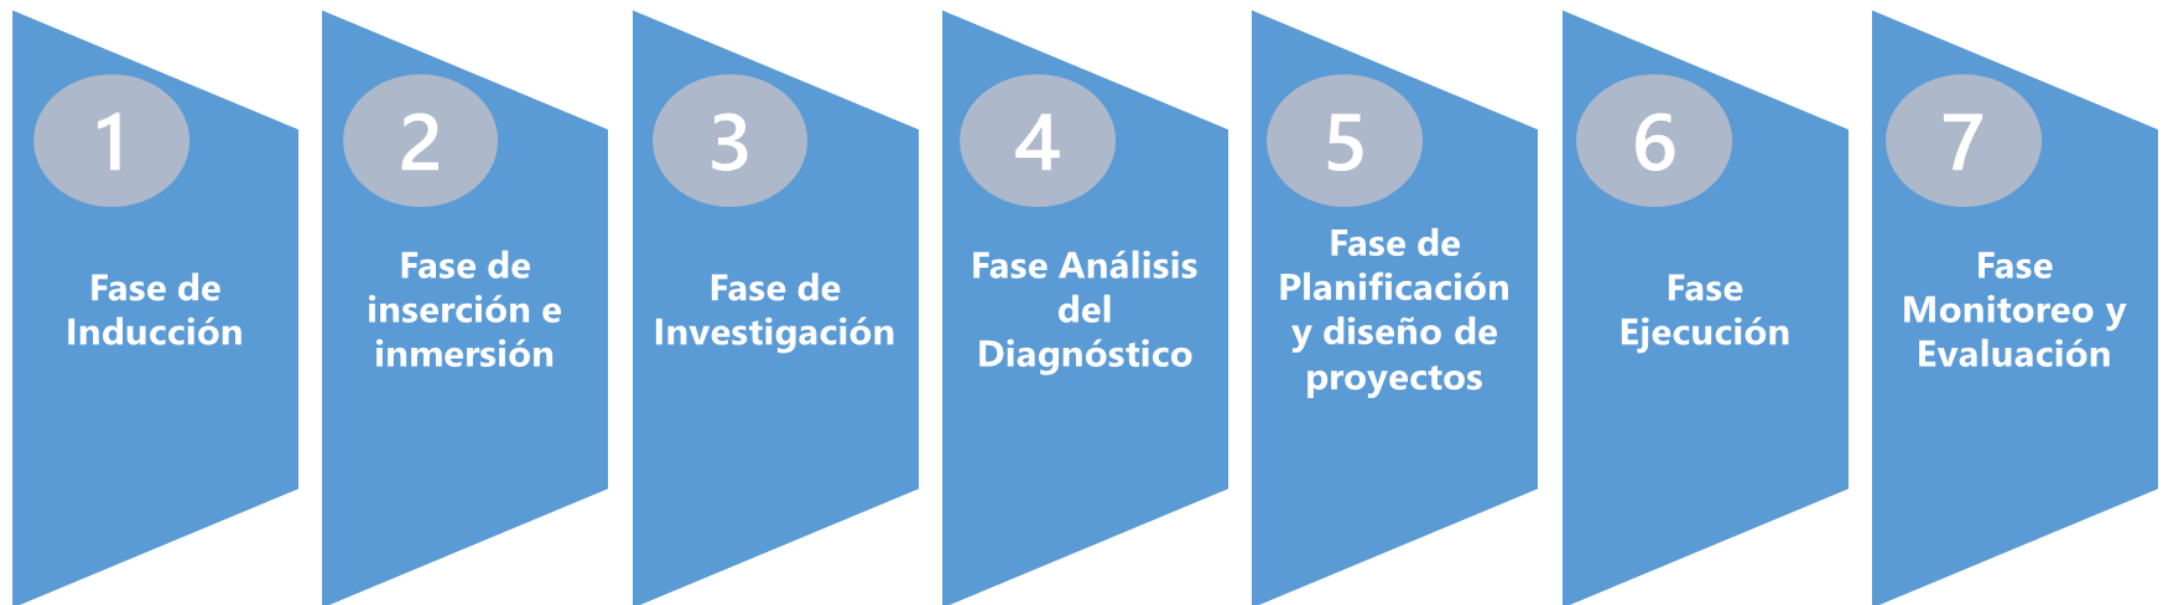 1
Fase de
Inducción
2
Fase de
inserción e
inmersión
3
Fase de
Investigación
4
Fase Análisis
del
Diagnóstico
5
Fase de
Planificación
y diseño de
proyectos
6
Fase
Ejecución
7
Fase
Monitoreo y
Evaluación